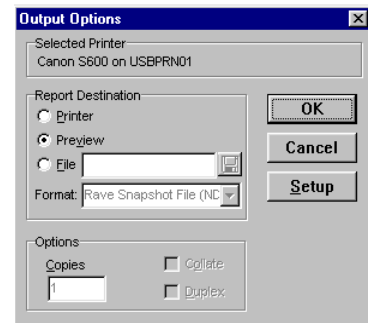 Output Options
Selected Printer
Canon S600 on USBPRN01
Report Destination
Printer
Preview
File
Format: Rave Snapshot File (ND
OK
Cancel
Setup
Options
Copies
1
Collate
Duplex